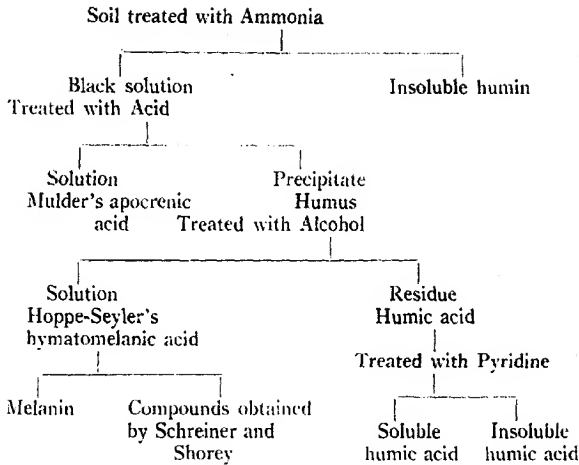 Soil treated with Ammonia
Black solution
Treated with Acid
Insoluble humin
Solution
Mulder's apocrenic
acid
Precipitate
Humus
Treated with Alcohol
Solution
Hoppe-Seyler's
hymatomelanic acid
Residue
Humic acid
Treated with Pyridine
Melanin
Compounds obtained
by Schreiner and
Shorey
Soluble
humic acid
Insoluble
humic acid